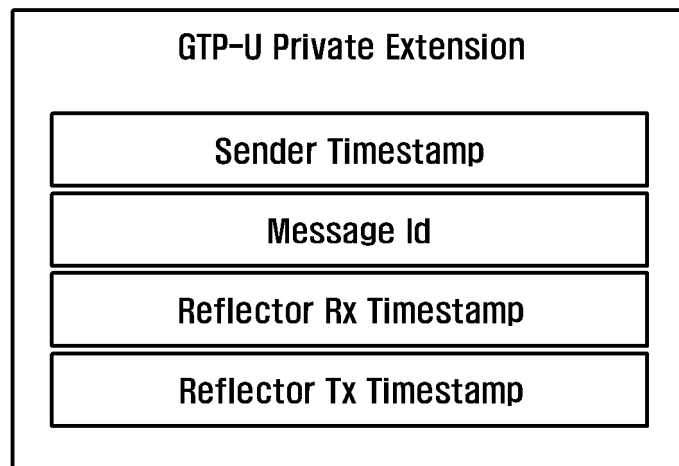 GTP-U Private Extension
Sender Timestamp
Message Id
Reflector Rx Timestamp
Reflector Tx Timestamp